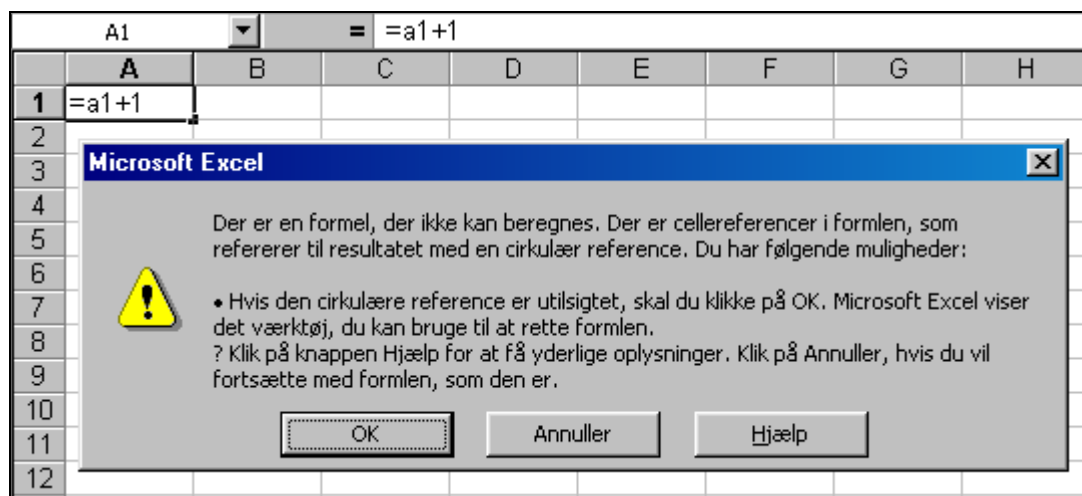 A1 = =a1+1
A B C D E F G H
1 =a1+1
2
3
Microsoft Excel
4
Der er en formel, der ikke kan beregnes. Der er cellereferencer i formlen, som
5
refererer til resultatet med en cirkulær reference. Du har følgende muligheder:
6
7
• Hvis den cirkulære reference er utilsigtet, skal du klikke på OK. Microsoft Excel viser
det værktøj, du kan bruge til at rette formlen.
8
? Klik på knappen Hjælp for at få yderlige oplysninger. Klik på Annuller, hvis du vil
9
fortsætte med formlen, som den er.
10
OK Annuller Hjælp
11
12